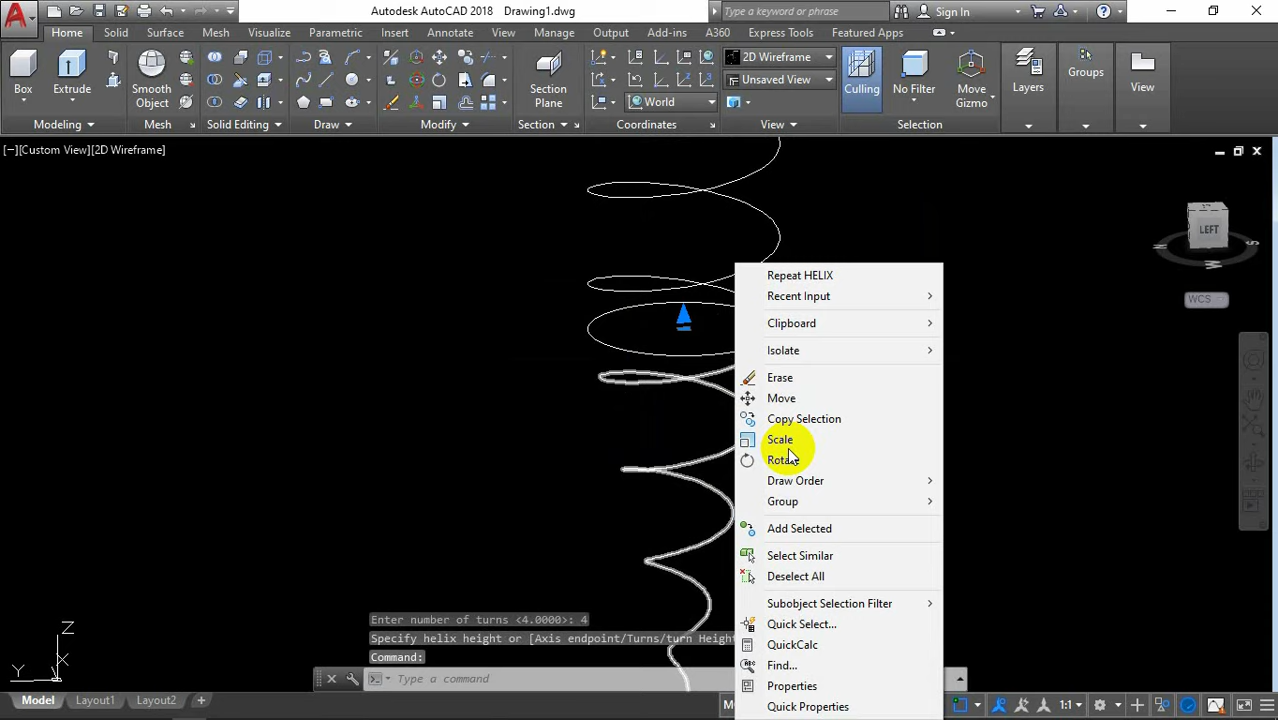 Autodesk AutoCAD 2018 Drawing1.dwg
Type a keyword or phrase
Sign In
Home Solid Surface Mesh Visualize Parametric Insert Annotate View Manage Output Add-ins A360 Express Tools Featured Apps
Box
Extrude
Smooth
Object
Section
Plane
2D Wireframe
Unsaved View
World
Culling
No Filter
Move
Gizmo
Layers
Groups
View
Modeling Mesh Solid Editing Draw Modify Section Coordinates View Selection
[−][Custom View][2D Wireframe]
LEFT
N
S
W
WCS
Repeat HELIX
Recent Input
Clipboard
Isolate
Erase
Move
Copy Selection
Scale
Rotate
Draw Order
Group
Add Selected
Select Similar
Deselect All
Subobject Selection Filter
Quick Select...
QuickCalc
Find...
Properties
Quick Properties
Enter number of turns <4.0000>: 4
Specify helix height or [Axis endpoint/Turns/turn Heigh
Command:
Type a command
Z
Y
X
Model Layout1 Layout2
1:1